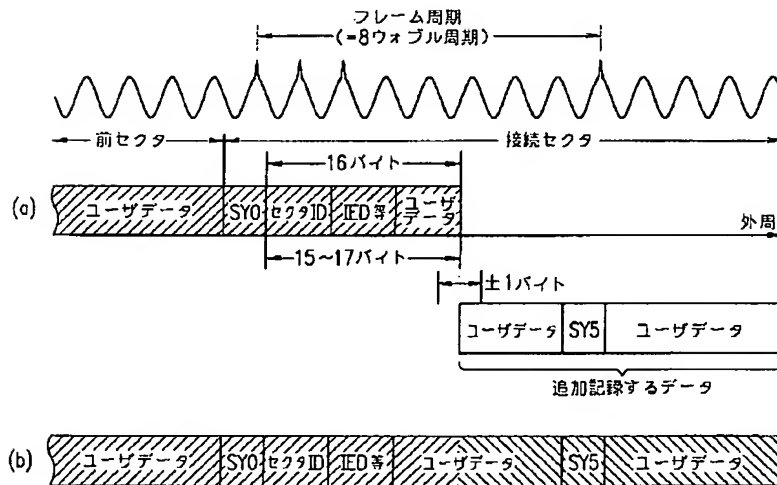 フレーム周期
(=8ウォブル周期)
前セクタ
接続セクタ
16バイト
(a)
ユーザデータ
SY0
セクタID
IED等
ユーザ
データ
外周
15~17バイト
±1バイト
ユーザデータ
SY5
ユーザデータ
追加記録するデータ
(b)
ユーザデータ
SY0
セクタID
IED等
ユーザデータ
SY5
ユーザデータ